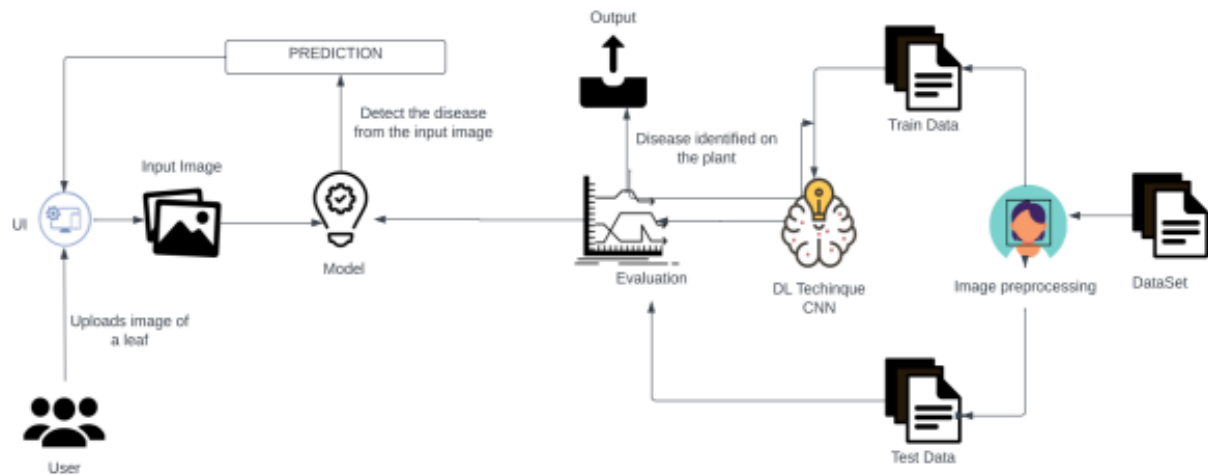 Output
PREDICTION
Detect the disease
from the input image
Train Data
Disease identified on
the plant
Input Image
UI
Model
Evaluation
DL Techinque
CNN
Image preprocessing
DataSet
Uploads image of
a leaf
User
Test Data